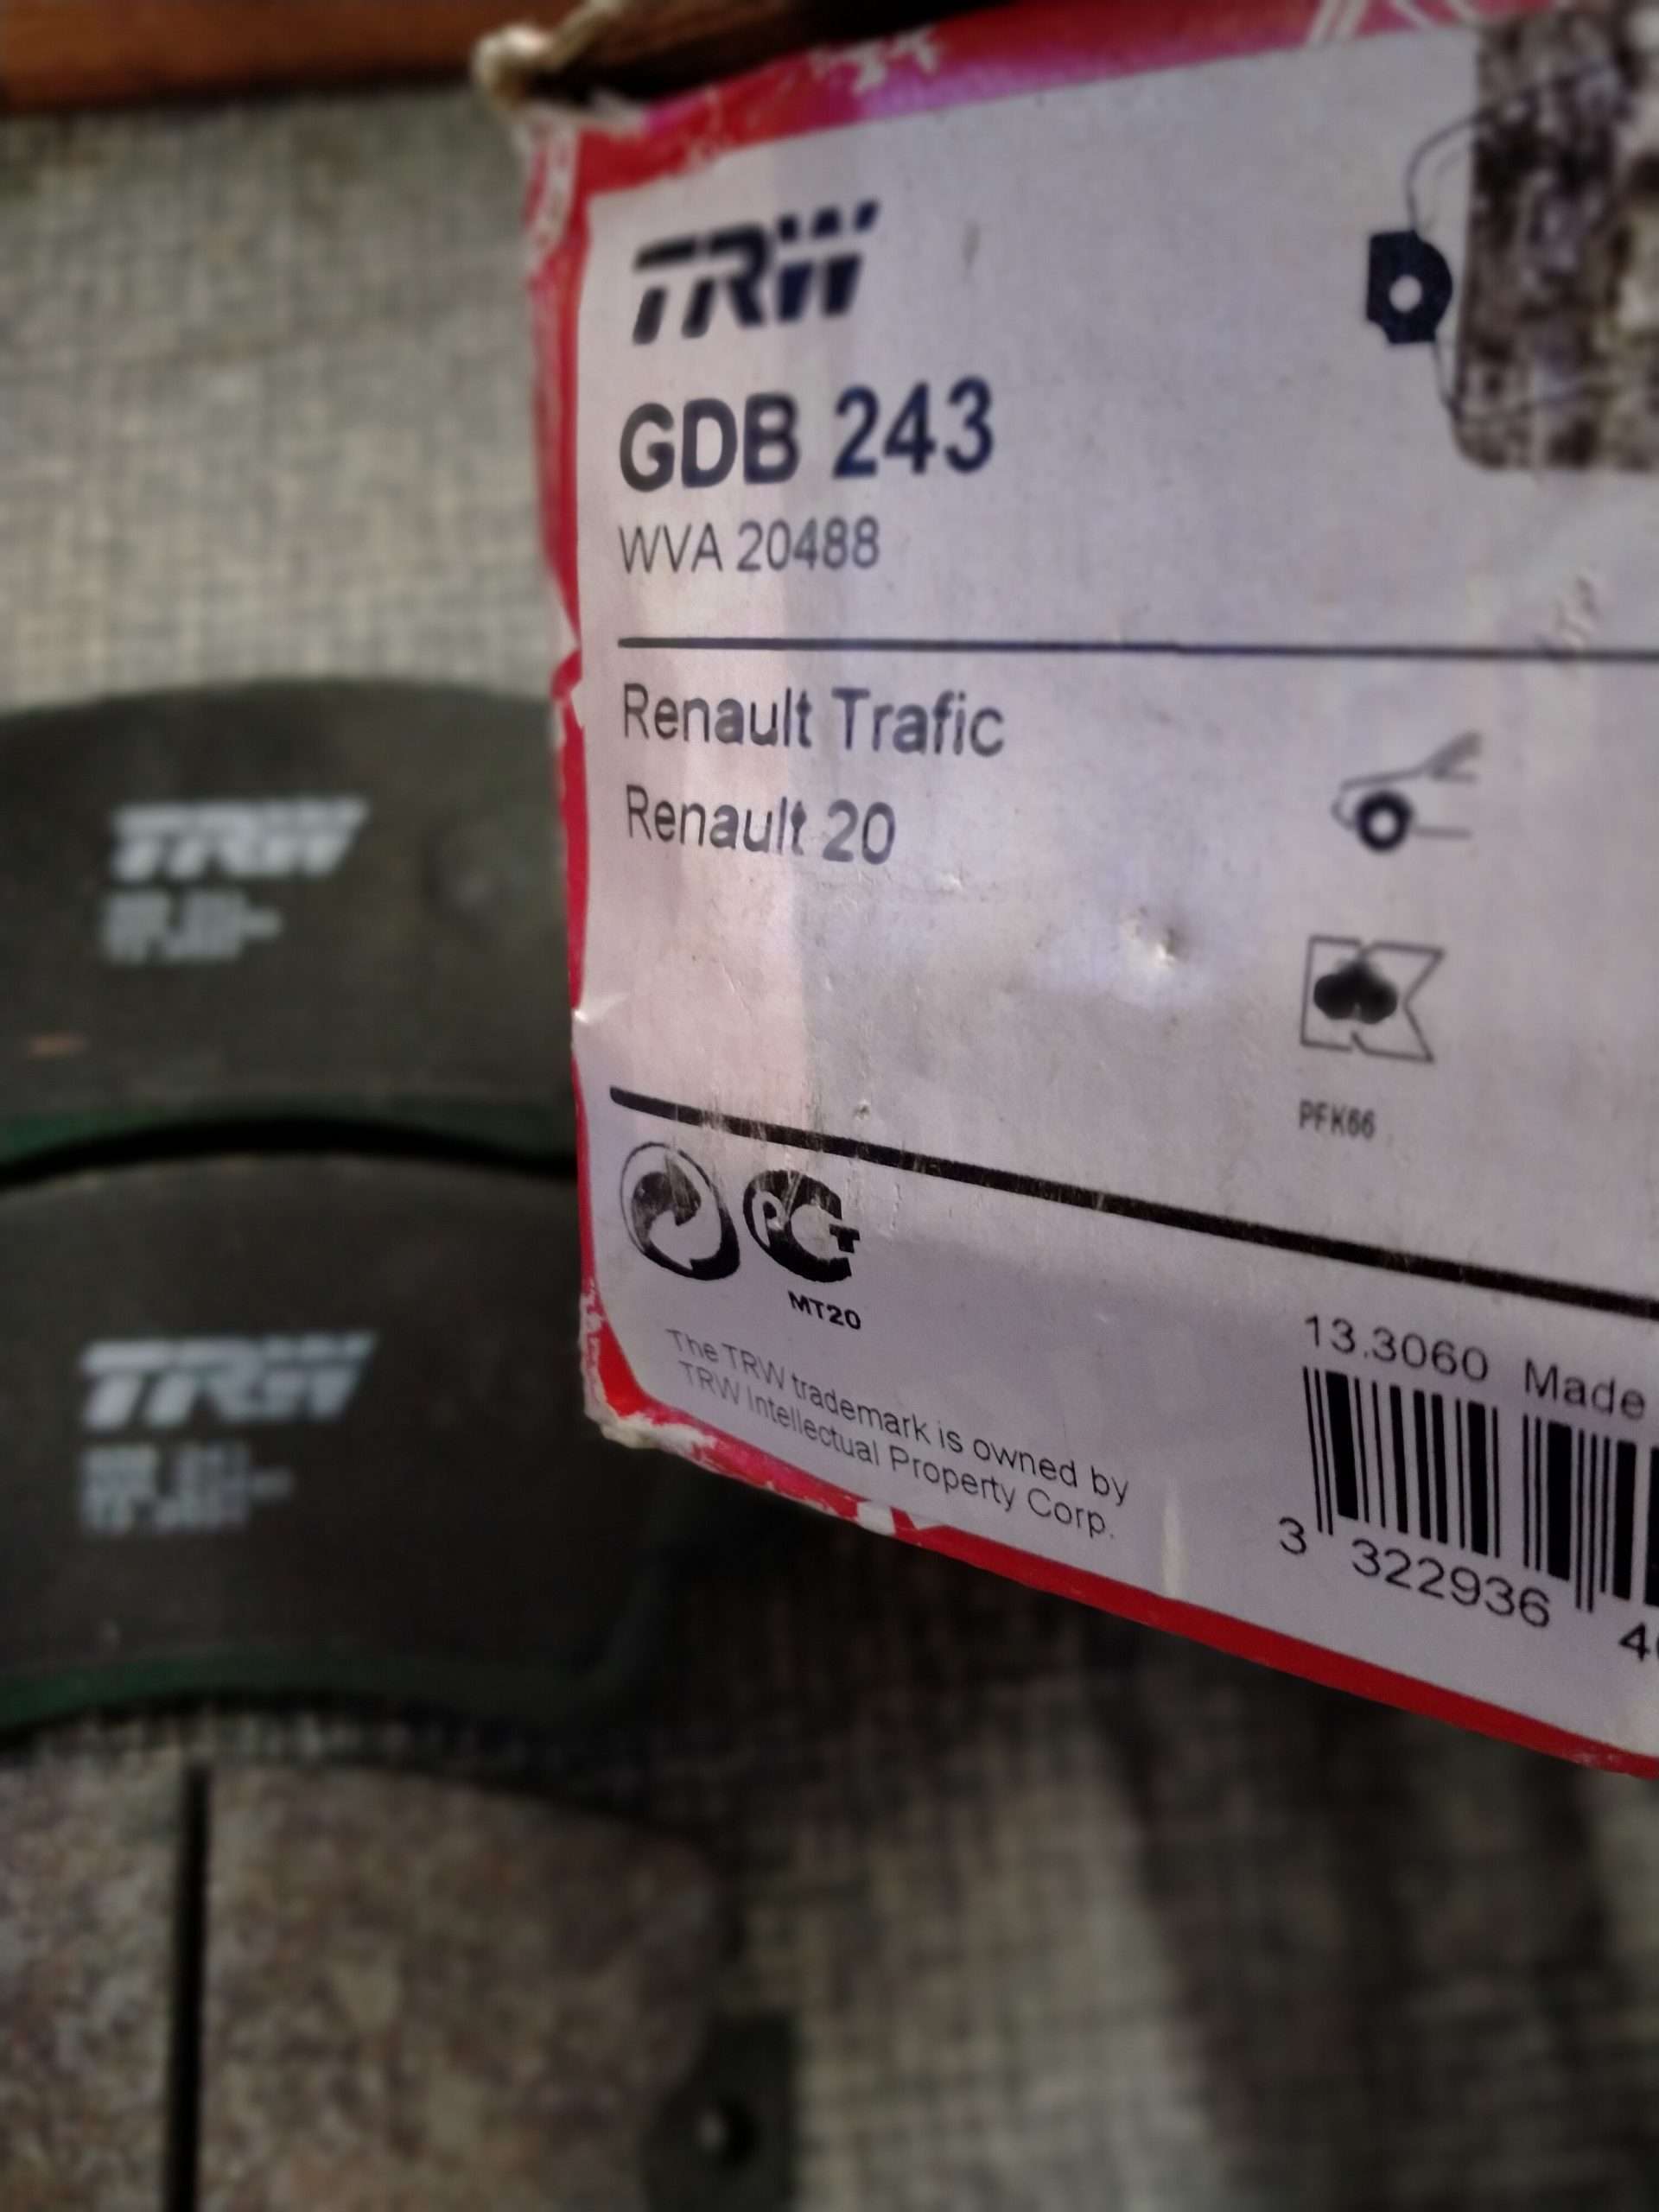 TRW
GDB 243
WVA 20488
Renault Trafic
Renault 20
PFK66
MT20
13.3060 Made
The TRW trademark is owned by
TRW Intellectual Property Corp.
3 322936 4
TRW
TRW